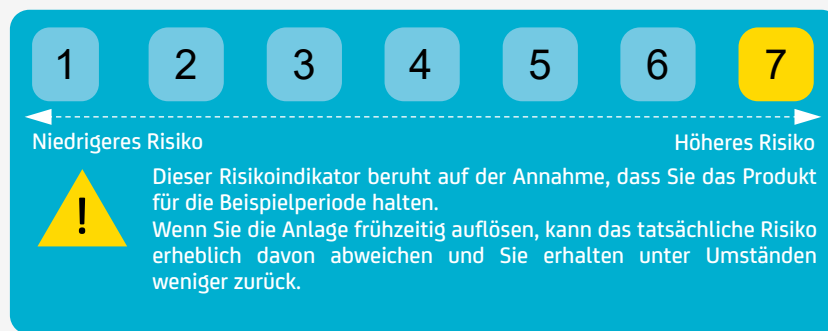 1 2 3 4 5 6 7
Niedrigeres Risiko Höheres Risiko
! Dieser Risikoindikator beruht auf der Annahme, dass Sie das Produkt
für die Beispielperiode halten.
Wenn Sie die Anlage frühzeitig auflösen, kann das tatsächliche Risiko
erheblich davon abweichen und Sie erhalten unter Umständen
weniger zurück.